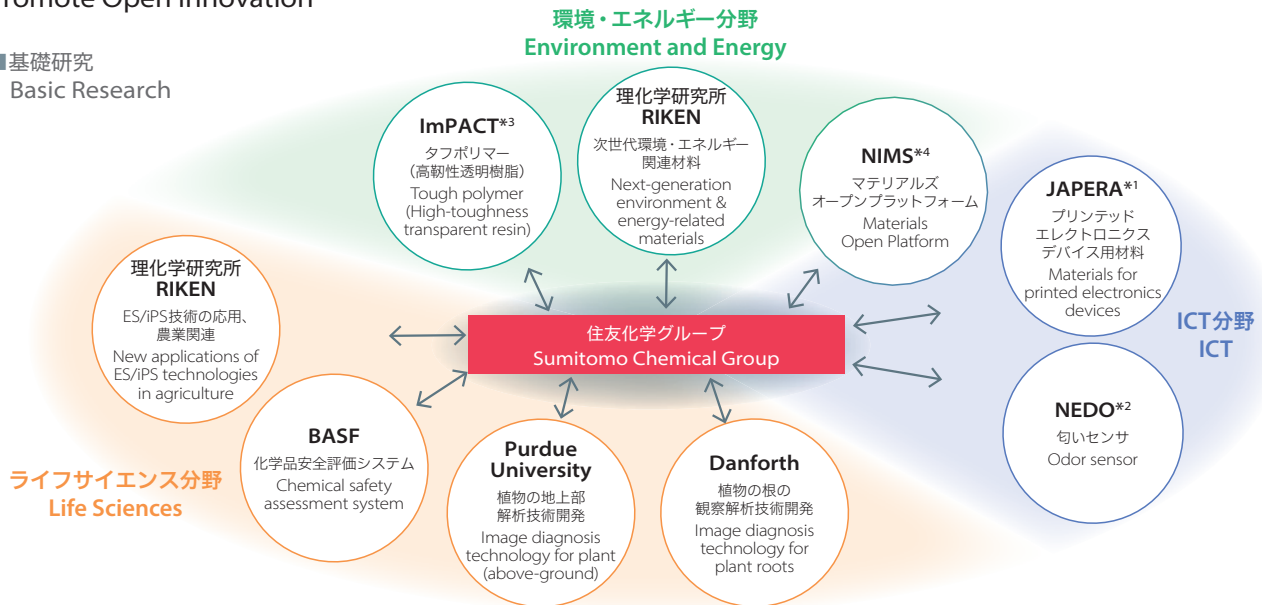 romote Open Innovation
■基礎研究
Basic Research
環境・エネルギー分野
Environment and Energy
ImPACT*3
タフポリマー
(高靭性透明樹脂)
Tough polymer
(High-toughness
transparent resin)
理化学研究所
RIKEN
次世代環境・エネルギー
関連材料
Next-generation
environment &
energy-related
materials
NIMS*4
マテリアルズ
オープンプラットフォーム
Materials
Open Platform
JAPERA*1
プリンテッド
エレクトロニクス
デバイス用材料
Materials for
printed electronics
devices
ICT分野
ICT
NEDO*2
匂いセンサ
Odor sensor
理化学研究所
RIKEN
ES/iPS技術の応用、
農業関連
New applications of
ES/iPS technologies
in agriculture
住友化学グループ
Sumitomo Chemical Group
BASF
化学品安全評価システム
Chemical safety
assessment system
Purdue
University
植物の地上部
解析技術開発
Image diagnosis
technology for plant
(above-ground)
Danforth
植物の根の
観察解析技術開発
Image diagnosis
technology for
plant roots
ライフサイエンス分野
Life Sciences